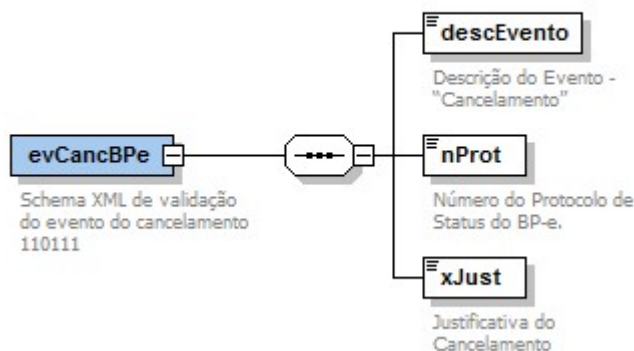 evCancBPe
Schema XML de validação
do evento do cancelamento
110111
descEvento
Descrição do Evento -
"Cancelamento"
nProt
Número do Protocolo de
Status do BP-e.
xJust
Justificativa do
Cancelamento